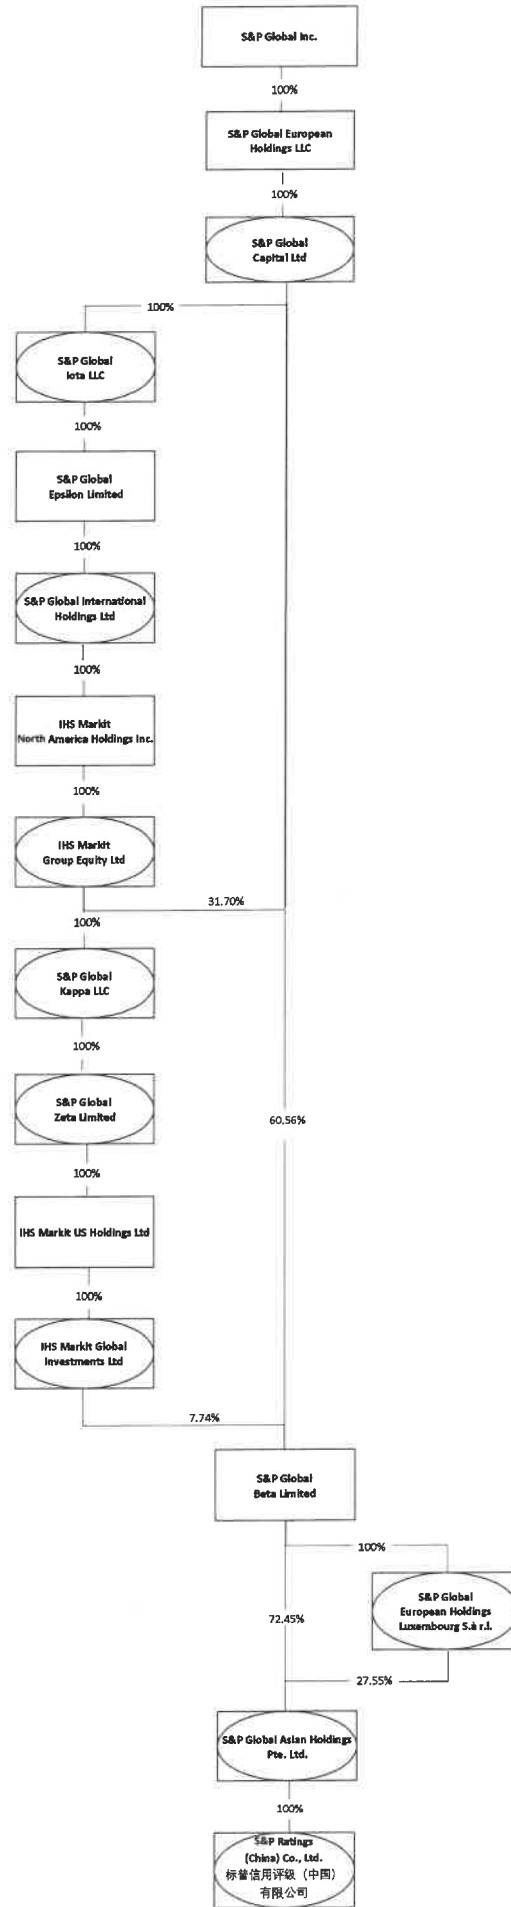 S&P Global Inc.
100%
S&P Global European
Holdings LLC
100%
S&P Global
Capital Ltd
100%
S&P Global
Iota LLC
100%
S&P Global
Epsilon Limited
100%
S&P Global International
Holdings Ltd
100%
IHS Markit
North America Holdings Inc.
100%
IHS Markit
Group Equity Ltd
31.70%
100%
S&P Global
Kappa LLC
100%
S&P Global
Zeta Limited
60.56%
100%
IHS Markit US Holdings Ltd
100%
IHS Markit Global
Investments Ltd
7.74%
S&P Global
Beta Limited
100%
S&P Global
European Holdings
Luxembourg S.à r.l.
72.45%
27.55%
S&P Global Asian Holdings
Pte. Ltd.
100%
S&P Ratings
(China) Co., Ltd.
标普信用评级（中国）
有限公司